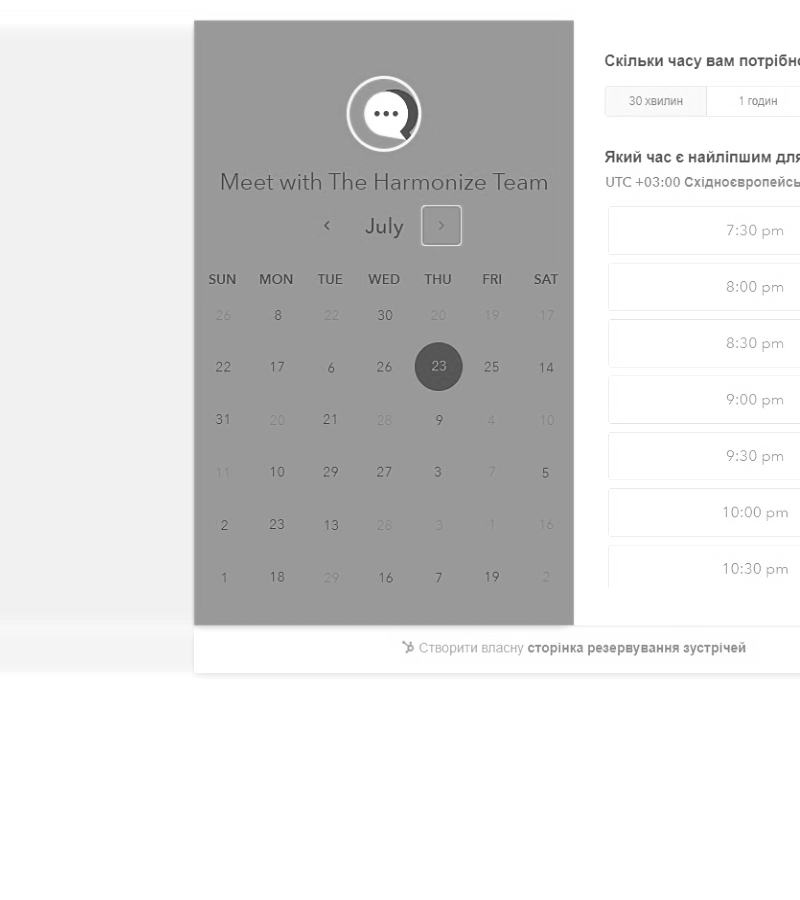 Meet with The Harmonize Team
July
SUN MON TUE WED THU FRI SAT
26 8 22 30 20 19 17
22 17 6 26 23 25 14
31 20 21 28 9 4 10
11 10 29 27 3 7 5
2 23 13 28 3 1 16
1 18 29 16 7 19 2
Скільки часу вам потрібно
30 хвилин 1 годин
Який час є найліпшим для
UTC +03:00 Східноєвропейсь
7:30 pm
8:00 pm
8:30 pm
9:00 pm
9:30 pm
10:00 pm
10:30 pm
Створити власну сторінка резервування зустрічей